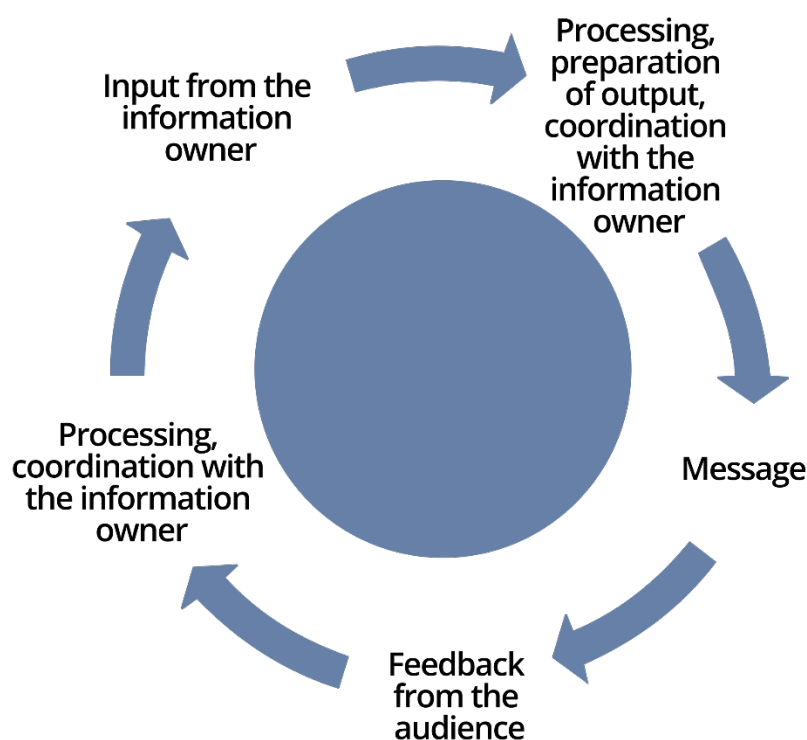 Input from the
information
owner
Processing,
preparation
of output,
coordination
with the
information
owner
Message
Feedback
from the
audience
Processing,
coordination with
the information
owner